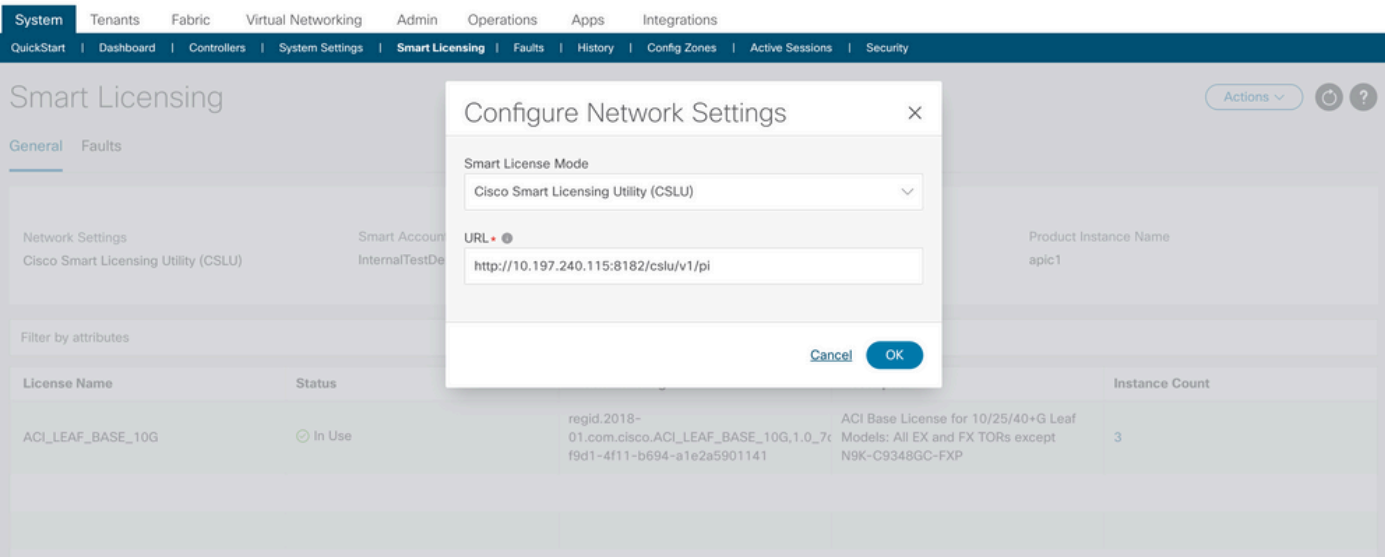 System Tenants Fabric Virtual Networking Admin Operations Apps Integrations
QuickStart | Dashboard | Controllers | System Settings | Smart Licensing | Faults | History | Config Zones | Active Sessions | Security
Smart Licensing
Actions
General Faults
Configure Network Settings
Smart License Mode
Cisco Smart Licensing Utility (CSLU)
URL
http://10.197.240.115:8182/cslu/v1/pi
Cancel OK
Network Settings Smart Accoun Product Instance Name
Cisco Smart Licensing Utility (CSLU) InternalTestDe apic1
Filter by attributes
License Name Status Instance Count
ACI_LEAF_BASE_10G In Use
regid.2018-
01.com.cisco.ACI_LEAF_BASE_10G,1.0_7c
f9d1-4f11-b694-a1e2a5901141
ACI Base License for 10/25/40+G Leaf
Models: All EX and FX TORs except
N9K-C9348GC-FXP
3